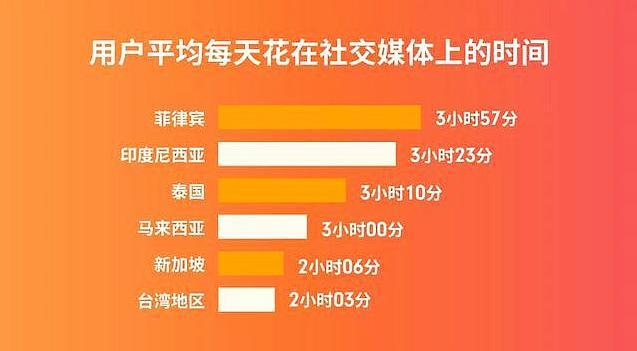 用户平均每天花在社交媒体上的时间
菲律宾 3小时57分
印度尼西亚 3小时23分
泰国 3小时10分
马来西亚 3小时00分
新加坡 2小时06分
台湾地区 2小时03分